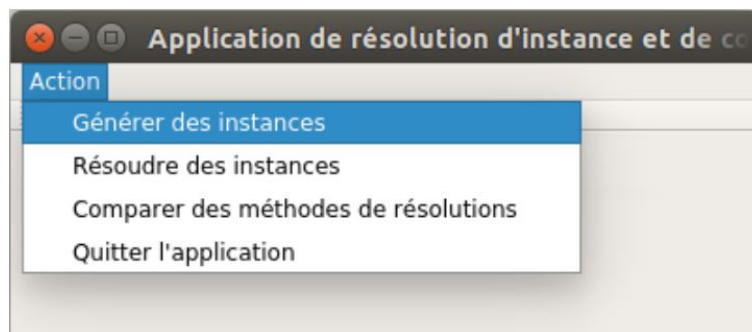 Application de résolution d'instance et de
Action
Générer des instances
Résoudre des instances
Comparer des méthodes de résolutions
Quitter l'application